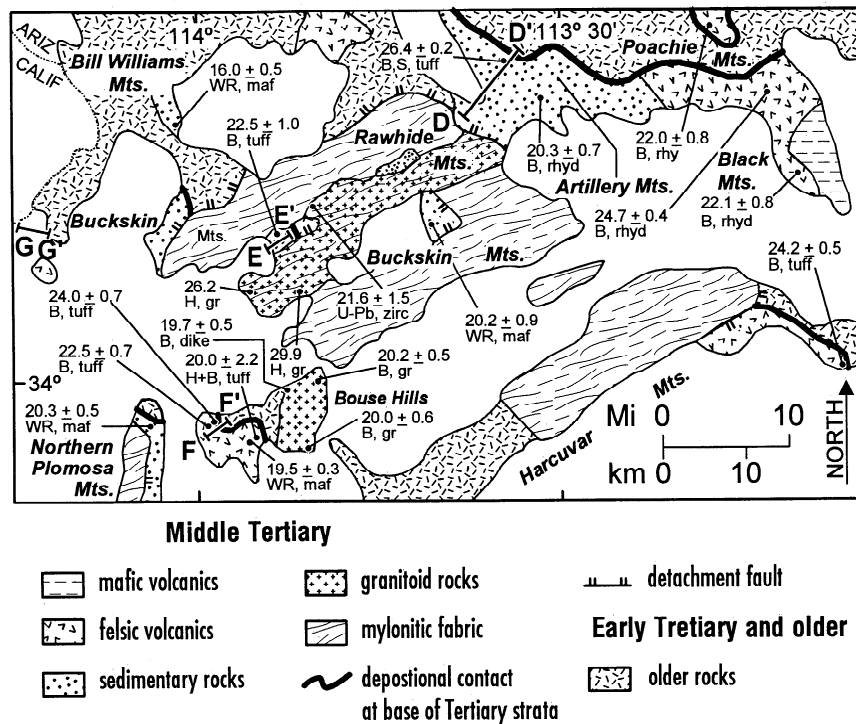 ARIZ
CALIF
114º
D'
113º 30'
Bill Williams
Mts.
16.0 ± 0.5
WR, maf
26.4 ± 0.2
B,S, tuff
Poachie
Mts.
22.5 ± 1.0
B, tuff
Rawhide
Mts.
D
20.3 ± 0.7
B, rhyd
Artillery Mts.
22.0 ± 0.8
B, rhy
Black
Mts.
22.1 ± 0.8
B, rhyd
24.7 ± 0.4
B, rhyd
Buckskin
Mts.
E'
E
G
G'
Buckskin
Mts.
24.2 ± 0.5
B, tuff
26.2
H, gr
21.6 ± 1.5
U-Pb, zirc
20.2 ± 0.9
WR, maf
24.0 ± 0.7
B, tuff
19.7 ± 0.5
B, dike
29.9
H, gr
22.5 ± 0.7
B, tuff
20.0 ± 2.2
H+B, tuff
20.2 ± 0.5
B, gr
34º
Bouse Hills
20.3 ± 0.5
WR, maf
F'
F
20.0 ± 0.6
B, gr
Northern
Plomosa
Mts.
19.5 ± 0.3
WR, maf
Harcuvar
Mts.
Mi 0 10
km 0 10
NORTH
Middle Tertiary
mafic volcanics
granitoid rocks
detachment fault
felsic volcanics
mylonitic fabric
Early Tretiary and older
sedimentary rocks
depostional contact
at base of Tertiary strata
older rocks